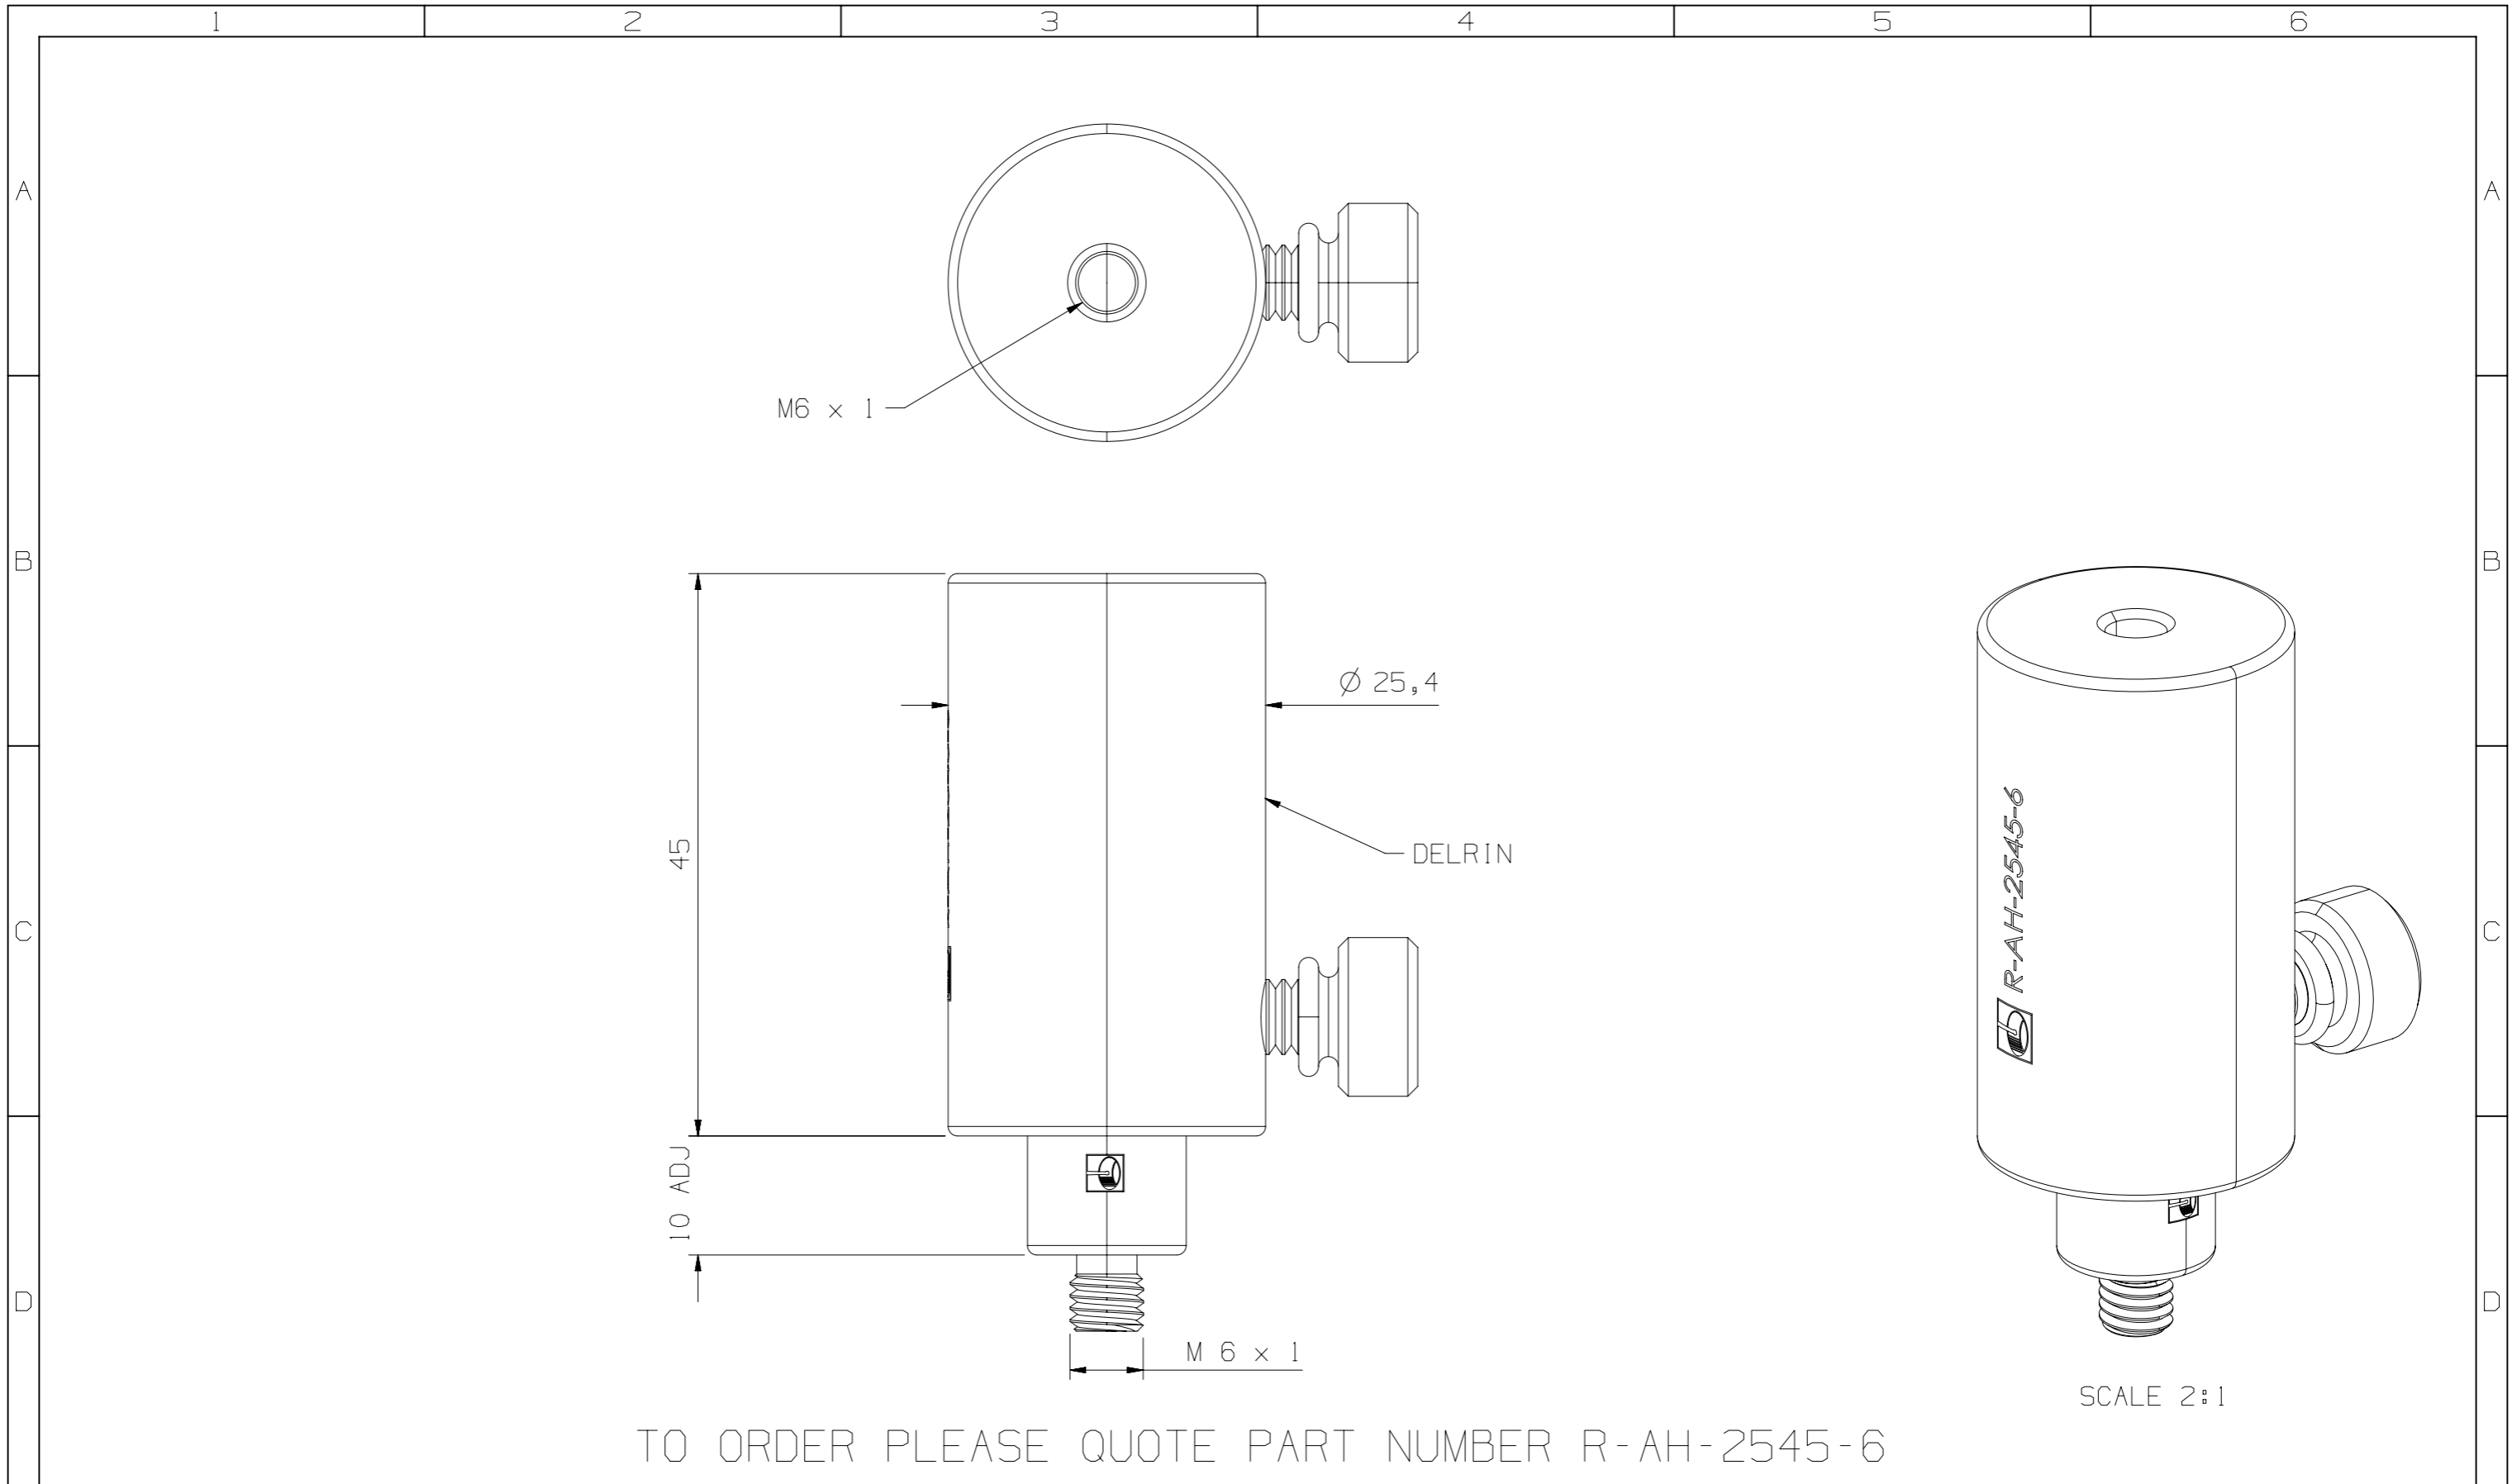 1 2 3 4 5 6
A A
M6 x 1
B B
Ø 25,4
45
DELRIN
R-AH-2545-6
C C
10 ADJ
D D
M 6 x 1
SCALE 2:1
TO ORDER PLEASE QUOTE PART NUMBER R-AH-2545-6